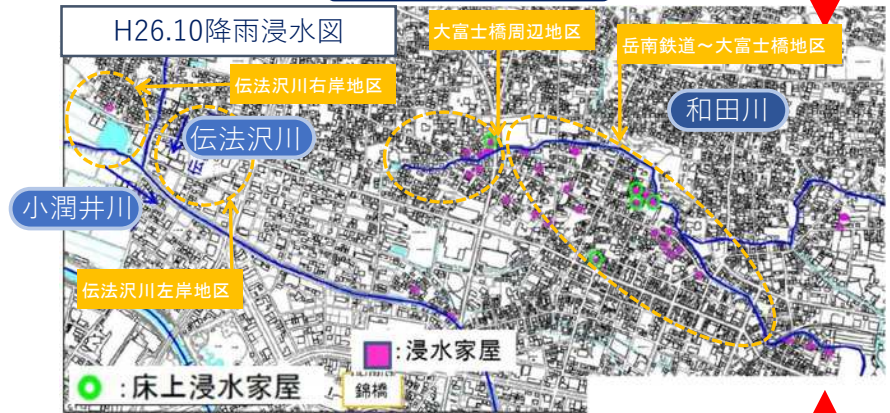 H26.10降雨浸水図
大富士橋周辺地区
岳南鉄道～大富士橋地区
伝法沢川右岸地区
和田川
伝法沢川
小潤井川
伝法沢川左岸地区
:浸水家屋
:床上浸水家屋
錦橋